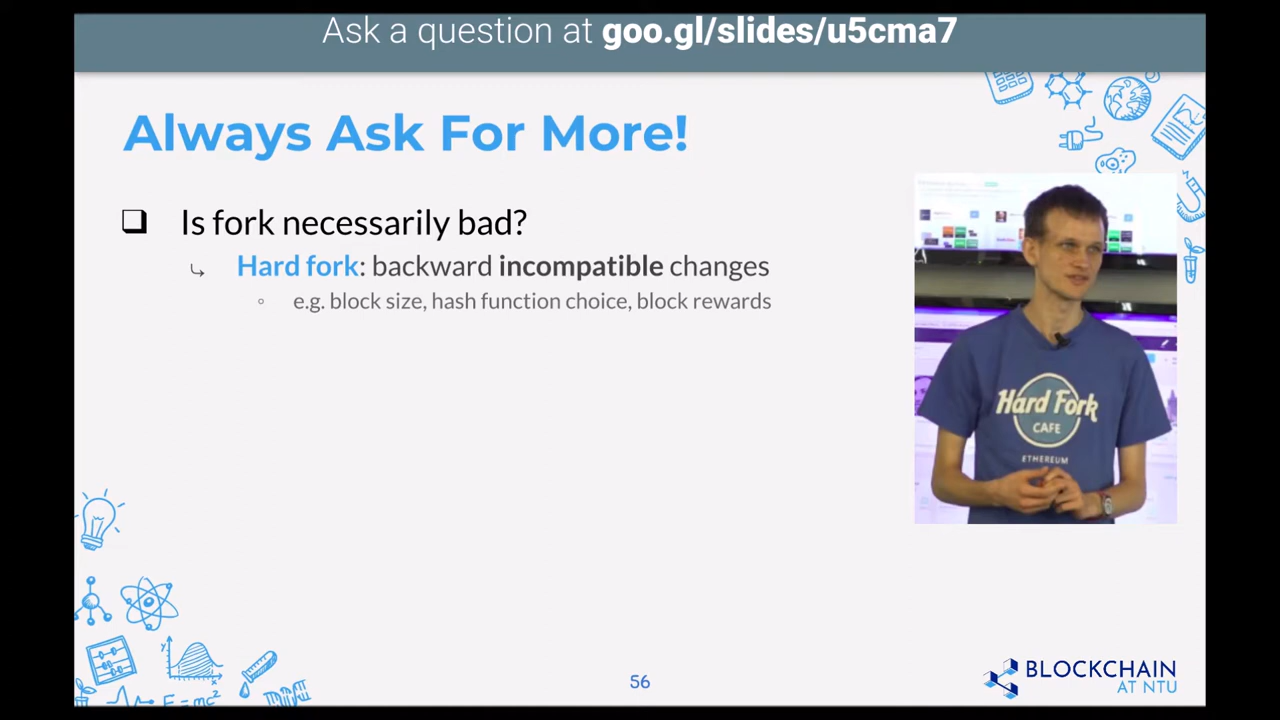 Ask a question at goo.gl/slides/u5cma7
Always Ask For More!
Is fork necessarily bad?
Hard fork: backward incompatible changes
e.g. block size, hash function choice, block rewards
Hard Fork
CAFE
ETHEREUM
E=mc²
56
BLOCKCHAIN
AT NTU